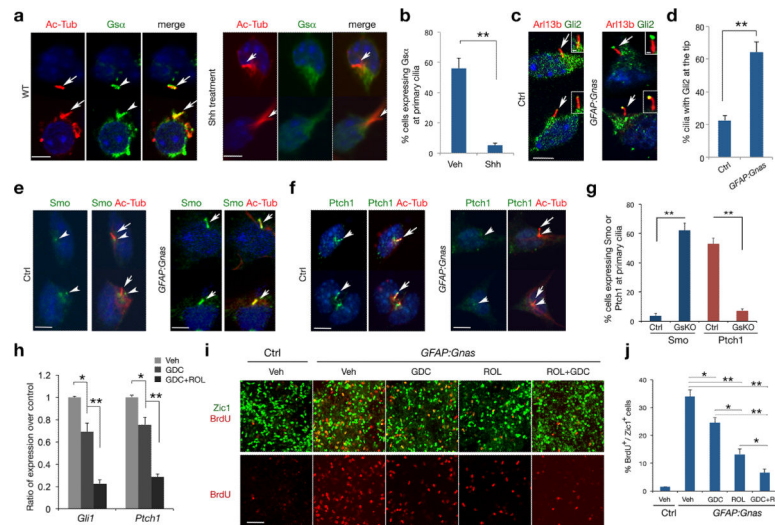 a
Ac-Tub Gsα merge
WT
Ac-Tub Gsα merge
Shh treatment
b
% cells expressing Gsα
at primary cilia
80
60
40
20
0
**
Veh Shh
c
Arl13b Gli2 Arl13b Gli2
Ctrl
GFAP:Gnas
d
% cilia with Gli2 at the tip
80
60
40
20
0
**
Ctrl GFAP:Gnas
e
Smo Smo Ac-Tub Smo Smo Ac-Tub
Ctrl
GFAP:Gnas
f
Ptch1 Ptch1 Ac-Tub Ptch1 Ptch1 Ac-Tub
GFAP:Gnas
g
% cells expressing Smo or
Ptch1 at primary cilia
80
60
40
20
0
** **
Ctrl GsKO Ctrl GsKO
Smo Ptch1
h
Veh
GDC
GDC+ROL
Ratio of expression over control
1.2
1
0.8
0.6
0.4
0.2
0
* ** * **
Gli1 Ptch1
i
Ctrl GFAP:Gnas
Veh Veh GDC ROL ROL+GDC
Zic1
BrdU
BrdU
j
% BrdU+/ Zic1+ cells
40
30
20
10
0
* **
**
* **
*
Veh Veh GDC ROL GDC+R
Ctrl GFAP:Gnas